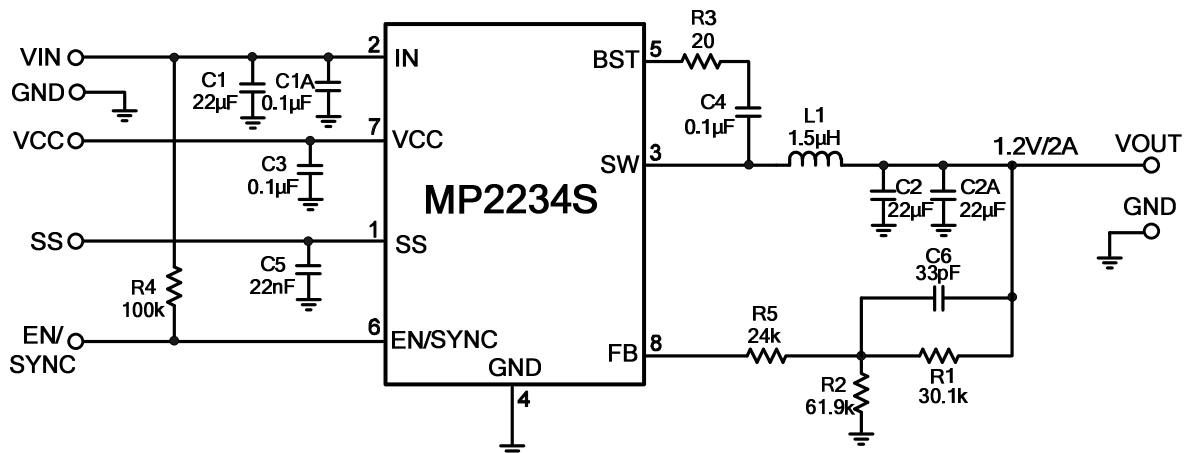 VIN
GND
VCC
SS
EN/
SYNC
R4
100k
C1
22µF
C1A
0.1µF
C3
0.1µF
C5
22nF
2
7
1
6
IN
VCC
SS
EN/SYNC
MP2234S
GND
4
BST
SW
FB
5
3
8
R3
20
C4
0.1µF
L1
1.5µH
C2
22µF
C2A
22µF
1.2V/2A
VOUT
GND
C6
33pF
R5
24k
R2
61.9k
R1
30.1k